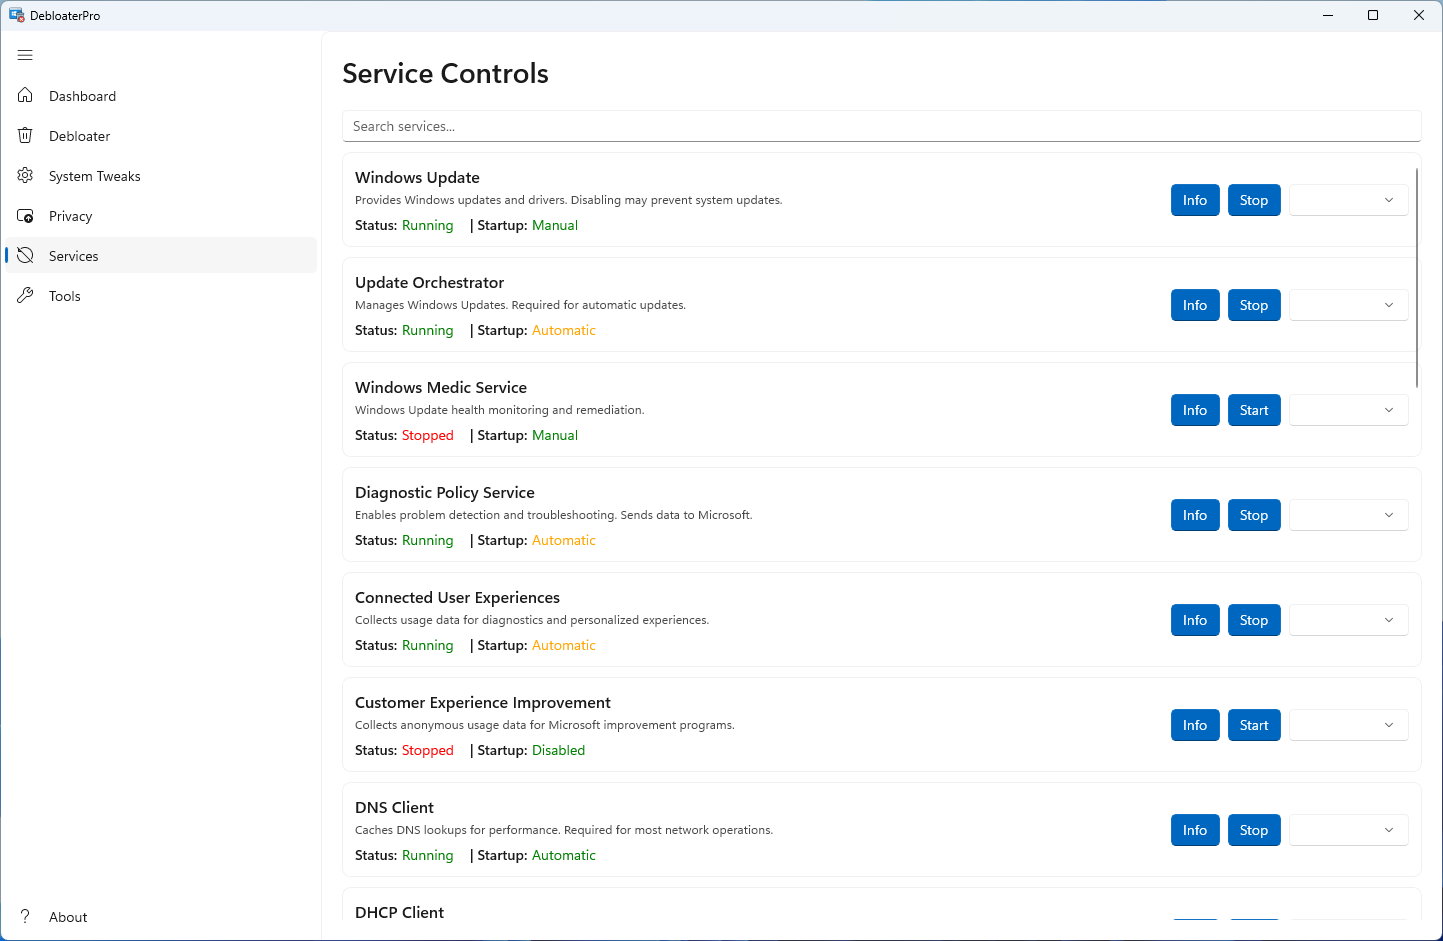 DebloaterPro
Dashboard
Debloater
System Tweaks
Privacy
Services
Tools
About
Service Controls
Search services...
Windows Update
Provides Windows updates and drivers. Disabling may prevent system updates.
Status: Running | Startup: Manual
Info Stop
Update Orchestrator
Manages Windows Updates. Required for automatic updates.
Status: Running | Startup: Automatic
Info Stop
Windows Medic Service
Windows Update health monitoring and remediation.
Status: Stopped | Startup: Manual
Info Start
Diagnostic Policy Service
Enables problem detection and troubleshooting. Sends data to Microsoft.
Status: Running | Startup: Automatic
Info Stop
Connected User Experiences
Collects usage data for diagnostics and personalized experiences.
Status: Running | Startup: Automatic
Info Stop
Customer Experience Improvement
Collects anonymous usage data for Microsoft improvement programs.
Status: Stopped | Startup: Disabled
Info Start
DNS Client
Caches DNS lookups for performance. Required for most network operations.
Status: Running | Startup: Automatic
Info Stop
DHCP Client